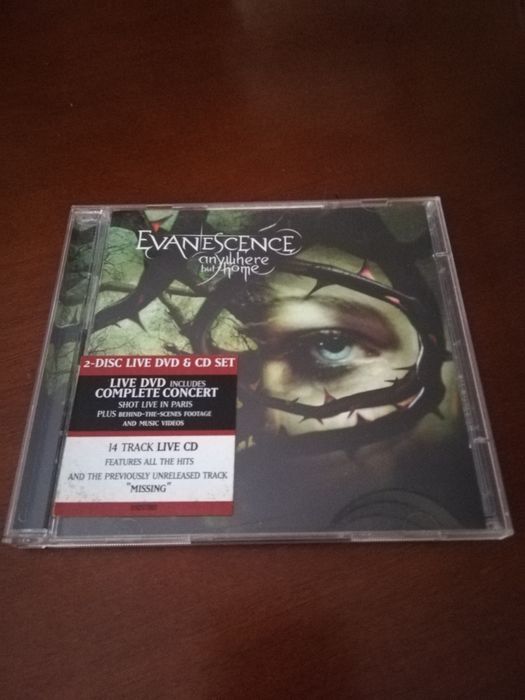 EVANESCENCE
anywhere
but home
2-DISC LIVE DVD & CD SET
LIVE DVD INCLUDES
COMPLETE CONCERT
SHOT LIVE IN PARIS
PLUS BEHIND-THE-SCENES FOOTAGE
AND MUSIC VIDEOS
14 TRACK LIVE CD
FEATURES ALL THE HITS
AND THE PREVIOUSLY UNRELEASED TRACK
"MISSING"